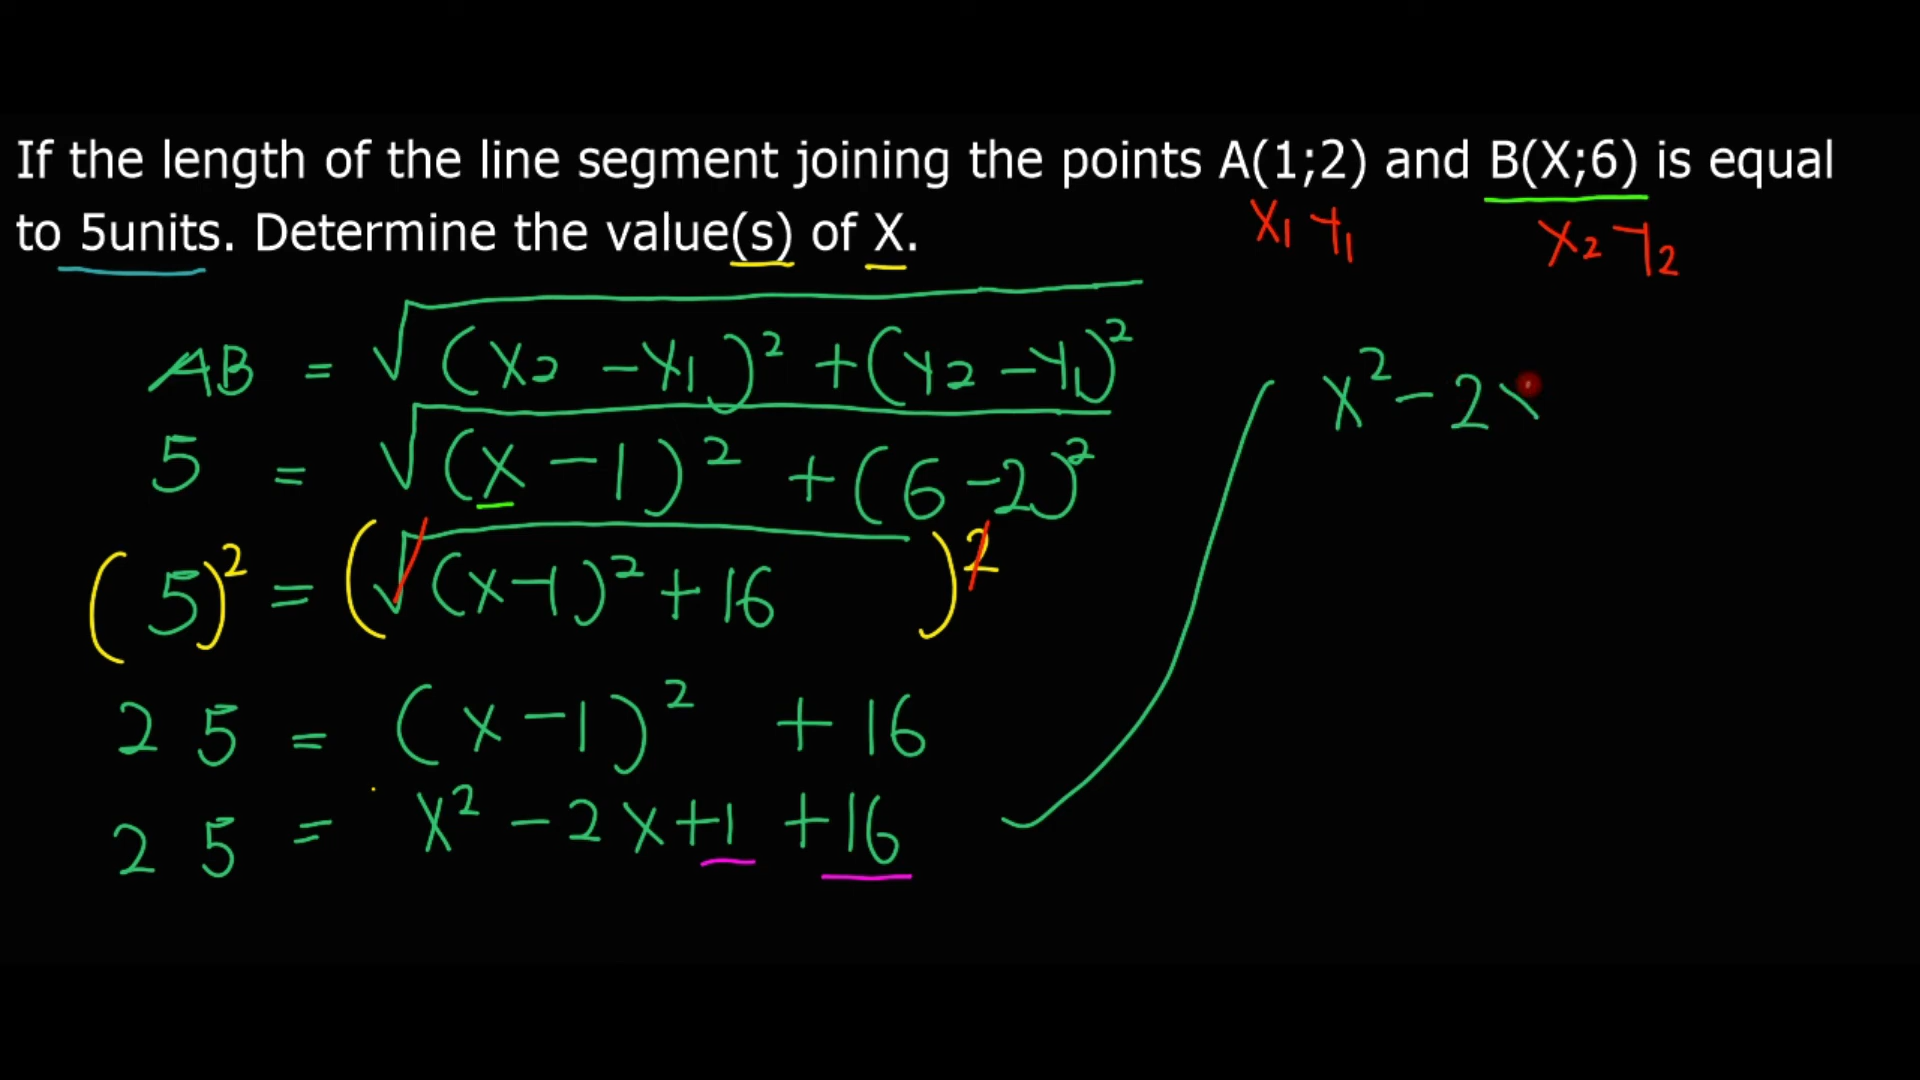 If the length of the line segment joining the points A(1;2) and B(X;6) is equal
to 5units. Determine the value(s) of X.
X₁ Y₁ X₂ Y₂
AB = √(X₂ - X₁)² + (Y₂ - Y₁)²
5 = √(x - 1)² + (6 - 2)²
(5)² = (√(x-1)² + 16)²
25 = (x - 1)² + 16
25 = x² - 2x + 1 + 16
x² - 2x